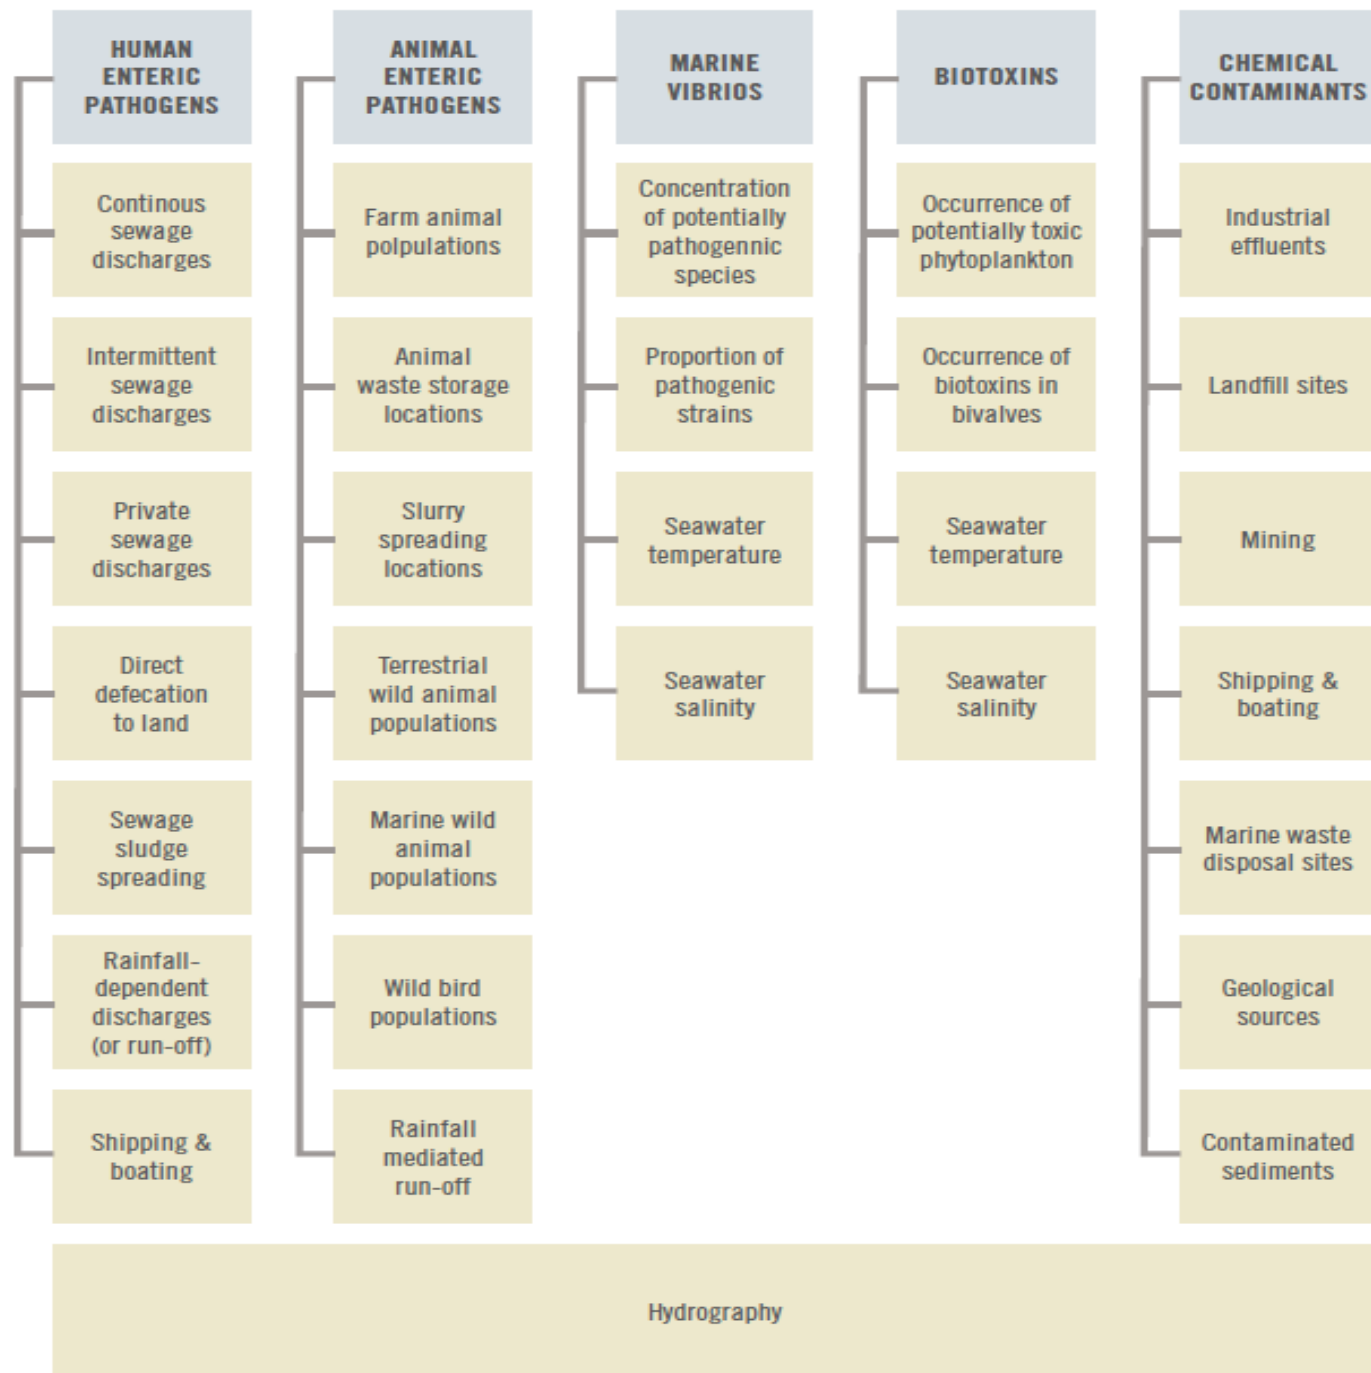 HUMAN
ENTERIC
PATHOGENS
Continous
sewage
discharges
Intermittent
sewage
discharges
Private
sewage
discharges
Direct
defecation
to land
Sewage
sludge
spreading
Rainfall-
dependent
discharges
(or run-off)
Shipping &
boating
ANIMAL
ENTERIC
PATHOGENS
Farm animal
polpulations
Animal
waste storage
locations
Slurry
spreading
locations
Terrestrial
wild animal
populations
Marine wild
animal
populations
Wild bird
populations
Rainfall
mediated
run-off
MARINE
VIBRIOS
Concentration
of potentially
pathogennic
species
Proportion of
pathogenic
strains
Seawater
temperature
Seawater
salinity
BIOTOXINS
Occurrence of
potentially toxic
phytoplankton
Occurrence of
biotoxins in
bivalves
Seawater
temperature
Seawater
salinity
CHEMICAL
CONTAMINANTS
Industrial
effluents
Landfill sites
Mining
Shipping &
boating
Marine waste
disposal sites
Geological
sources
Contaminated
sediments
Hydrography